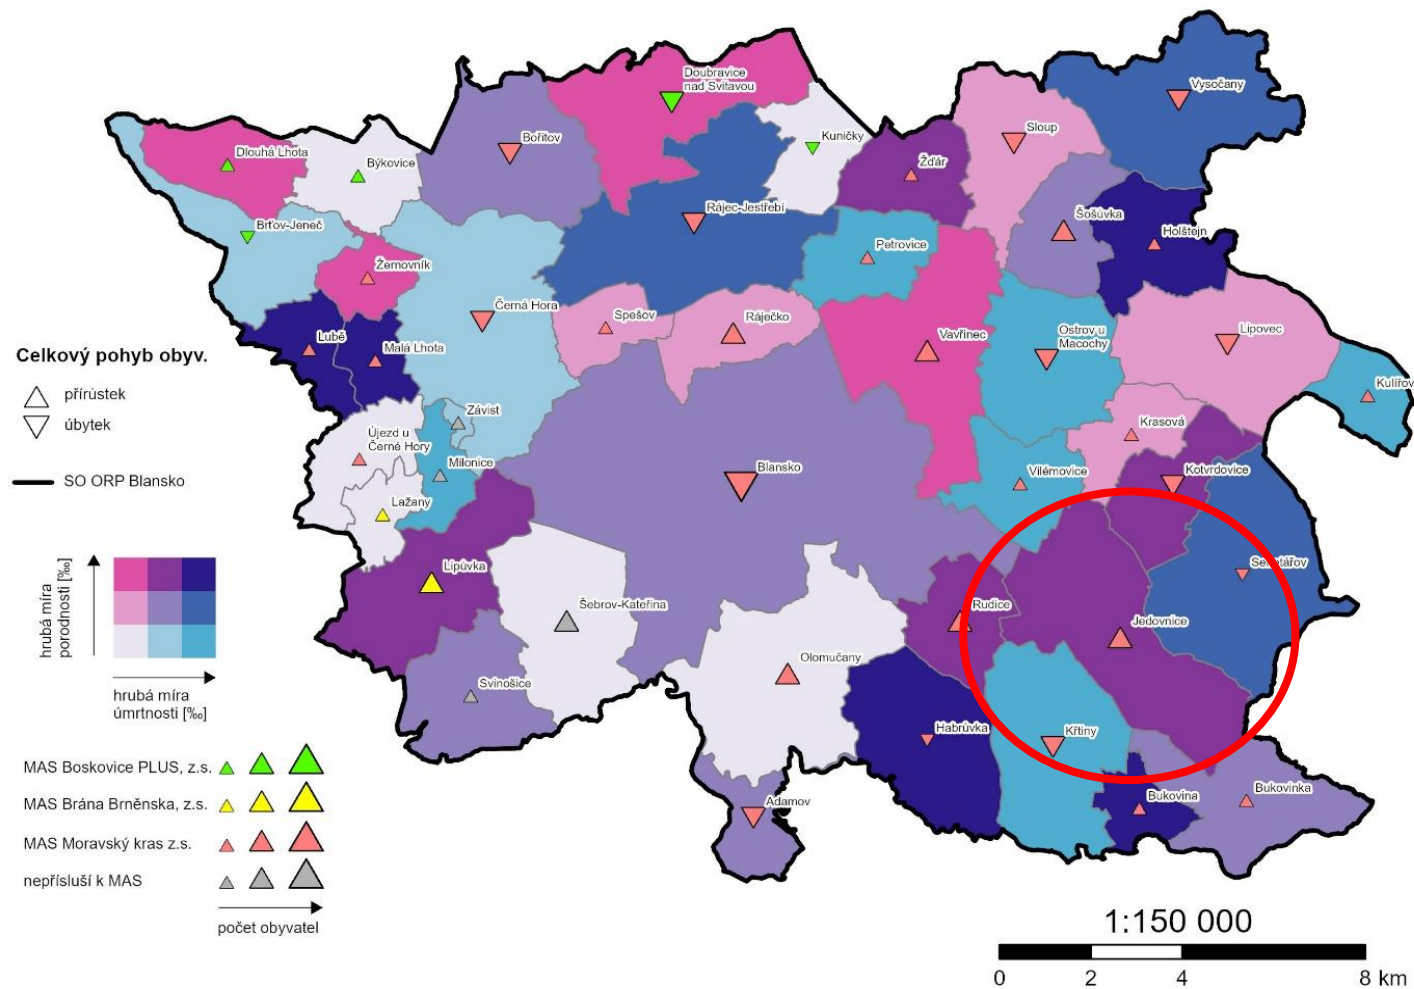 Doubravice
nad Svitavou
Vysočany
Bořitov
Kuničky
Sloup
Dlouhá Lhota
Býkovice
Žďár
Rájec-Jestřebí
Šošůvka
Brťov-Jeneč
Petrovice
Holštejn
Žernovník
Černá Hora
Spešov
Ráječko
Ostrov u
Macochy
Lipovec
Lubě
Malá Lhota
Vavřinec
Celkový pohyb obyv.
přírůstek
úbytek
SO ORP Blansko
Kulířov
Závist
Krasová
Újezd u
Černé Hory
Milonice
Blansko
Vilémovice
Kotvrdovice
Lažany
Lipůvka
Senetářov
Šebrov-Kateřina
Rudice
Jedovnice
hrubá míra
porodnosti [‰]
hrubá míra
úmrtnosti [‰]
Olomučany
Svinošice
Habrůvka
Křtiny
MAS Boskovice PLUS, z.s.
MAS Brána Brněnska, z.s.
MAS Moravský kras z.s.
nepřísluší k MAS
počet obyvatel
Adamov
Bukovina
Bukovinka
1:150 000
0 2 4 8 km